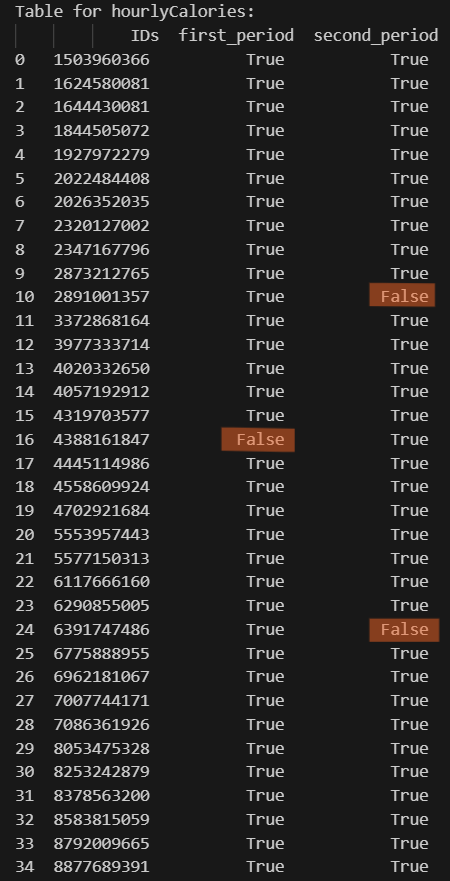 Table for hourlyCalories:
IDs first_period second_period
0 1503960366 True True
1 1624580081 True True
2 1644430081 True True
3 1844505072 True True
4 1927972279 True True
5 2022484408 True True
6 2026352035 True True
7 2320127002 True True
8 2347167796 True True
9 2873212765 True True
10 2891001357 True False
11 3372868164 True True
12 3977333714 True True
13 4020332650 True True
14 4057192912 True True
15 4319703577 True True
16 4388161847 False True
17 4445114986 True True
18 4558609924 True True
19 4702921684 True True
20 5553957443 True True
21 5577150313 True True
22 6117666160 True True
23 6290855005 True True
24 6391747486 True False
25 6775888955 True True
26 6962181067 True True
27 7007744171 True True
28 7086361926 True True
29 8053475328 True True
30 8253242879 True True
31 8378563200 True True
32 8583815059 True True
33 8792009665 True True
34 8877689391 True True